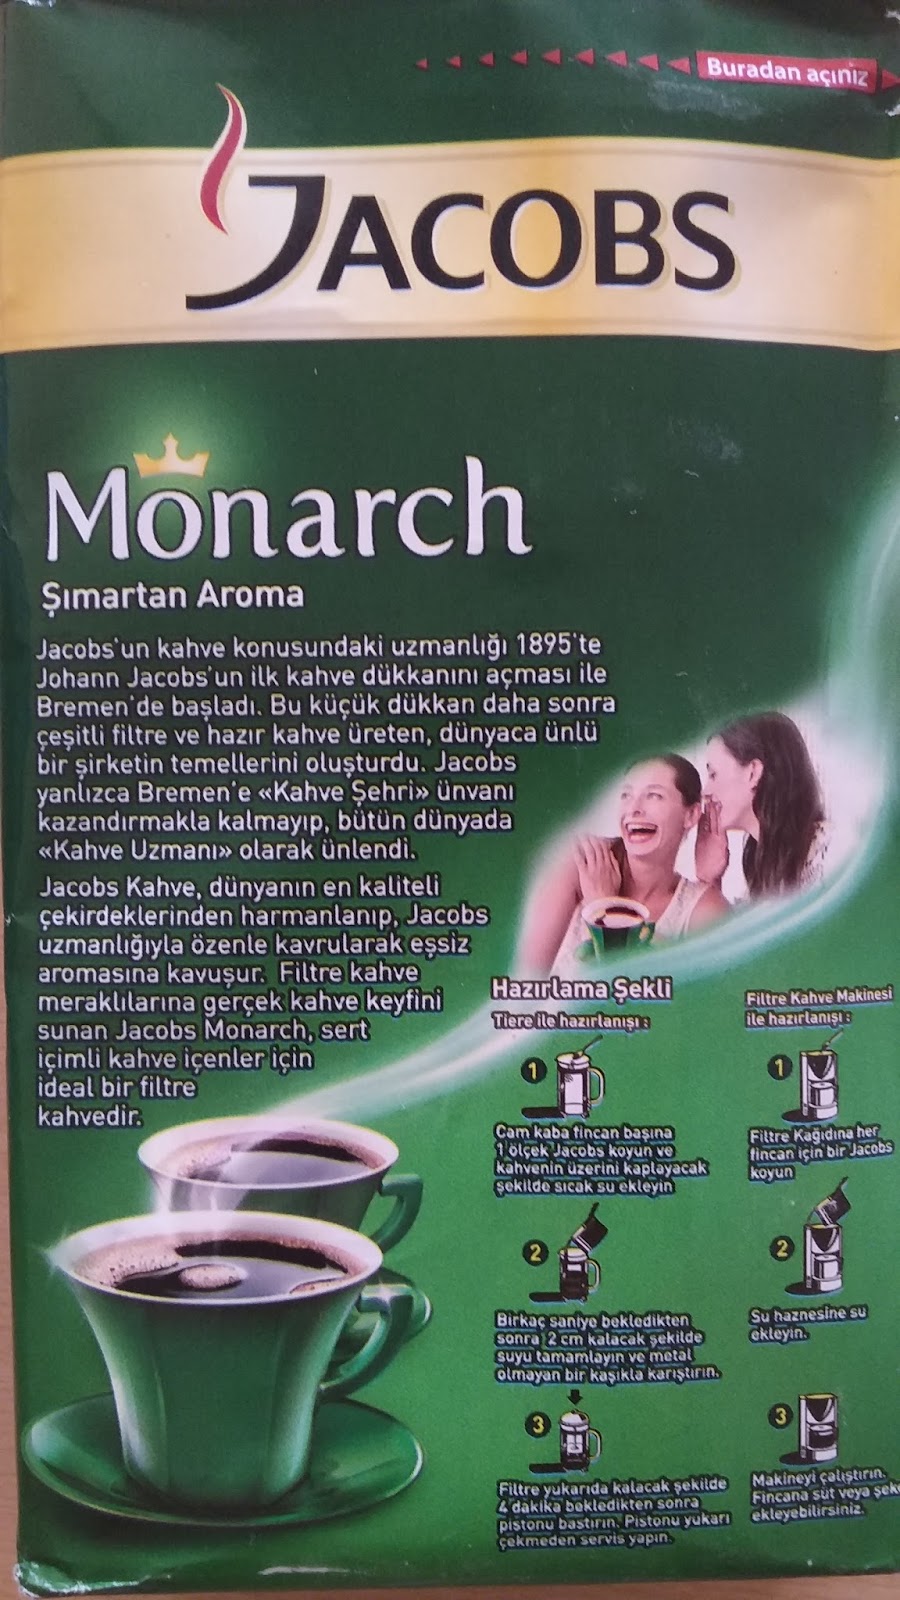 Buradan açınız
JACOBS
Monarch
Şımartan Aroma
Jacobs'un kahve konusundaki uzmanlığı 1895'te
Johann Jacobs'un ilk kahve dükkanını açması ile
Bremen'de başladı. Bu küçük dükkan daha sonra
çeşitli filtre ve hazır kahve üreten, dünyaca ünlü
bir şirketin temellerini oluşturdu. Jacobs
yanlızca Bremen'e «Kahve Şehri» ünvanı
kazandırmakla kalmayıp, bütün dünyada
«Kahve Uzmanı» olarak ünlendi.
Jacobs Kahve, dünyanın en kaliteli
çekirdeklerinden harmanlanıp, Jacobs
uzmanlığıyla özenle kavrularak eşsiz
aromasına kavuşur. Filtre kahve
meraklılarına gerçek kahve keyfini
sunan Jacobs Monarch, sert
içimli kahve içenler için
ideal bir filtre
kahvedir.
Hazırlama Şekli
Tiere ile hazırlanışı :
1
Cam kaba fincan başına
1 ölçek Jacobs koyun ve
kahvenin üzerini kaplayacak
şekilde sıcak su ekleyin
2
Birkaç saniye bekledikten
sonra 2 cm kalacak şekilde
suyu tamamlayın ve metal
olmayan bir kaşıkla karıştırın.
3
Filtre yukarıda kalacak şekilde
4 dakika bekledikten sonra
pistonu bastırın. Pistonu yukarı
çekmeden servis yapın.
Filtre Kahve Makinesi
ile hazırlanışı :
1
Filtre Kağıdına her
fincan için bir Jacobs
koyun
2
Su haznesine su
ekleyin.
3
Makineyi çalıştırın.
Fincana süt veya
ekleyebilirsiniz.